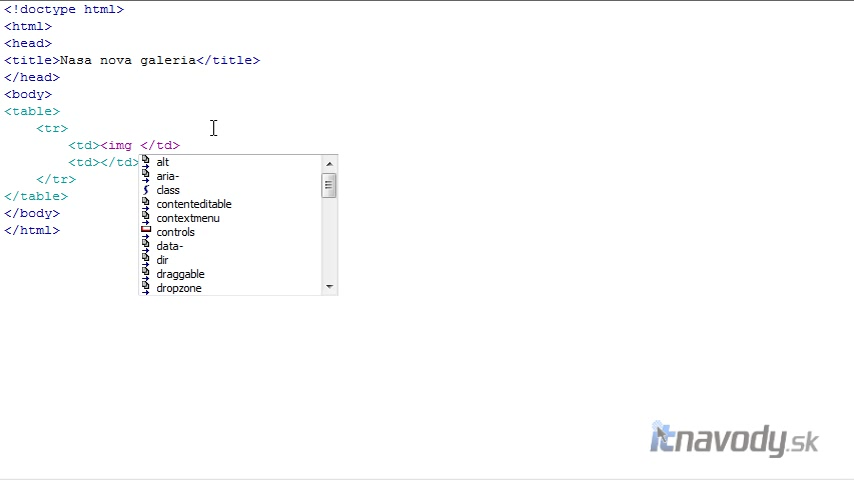 <!doctype html>
<html>
<head>
<title>Nasa nova galeria</title>
</head>
<body>
<table>
<tr>
<td><img </td>
<td></td>
</tr>
</table>
</body>
</html>
alt
aria-
class
contenteditable
contextmenu
controls
data-
dir
draggable
dropzone
itnavody.sk